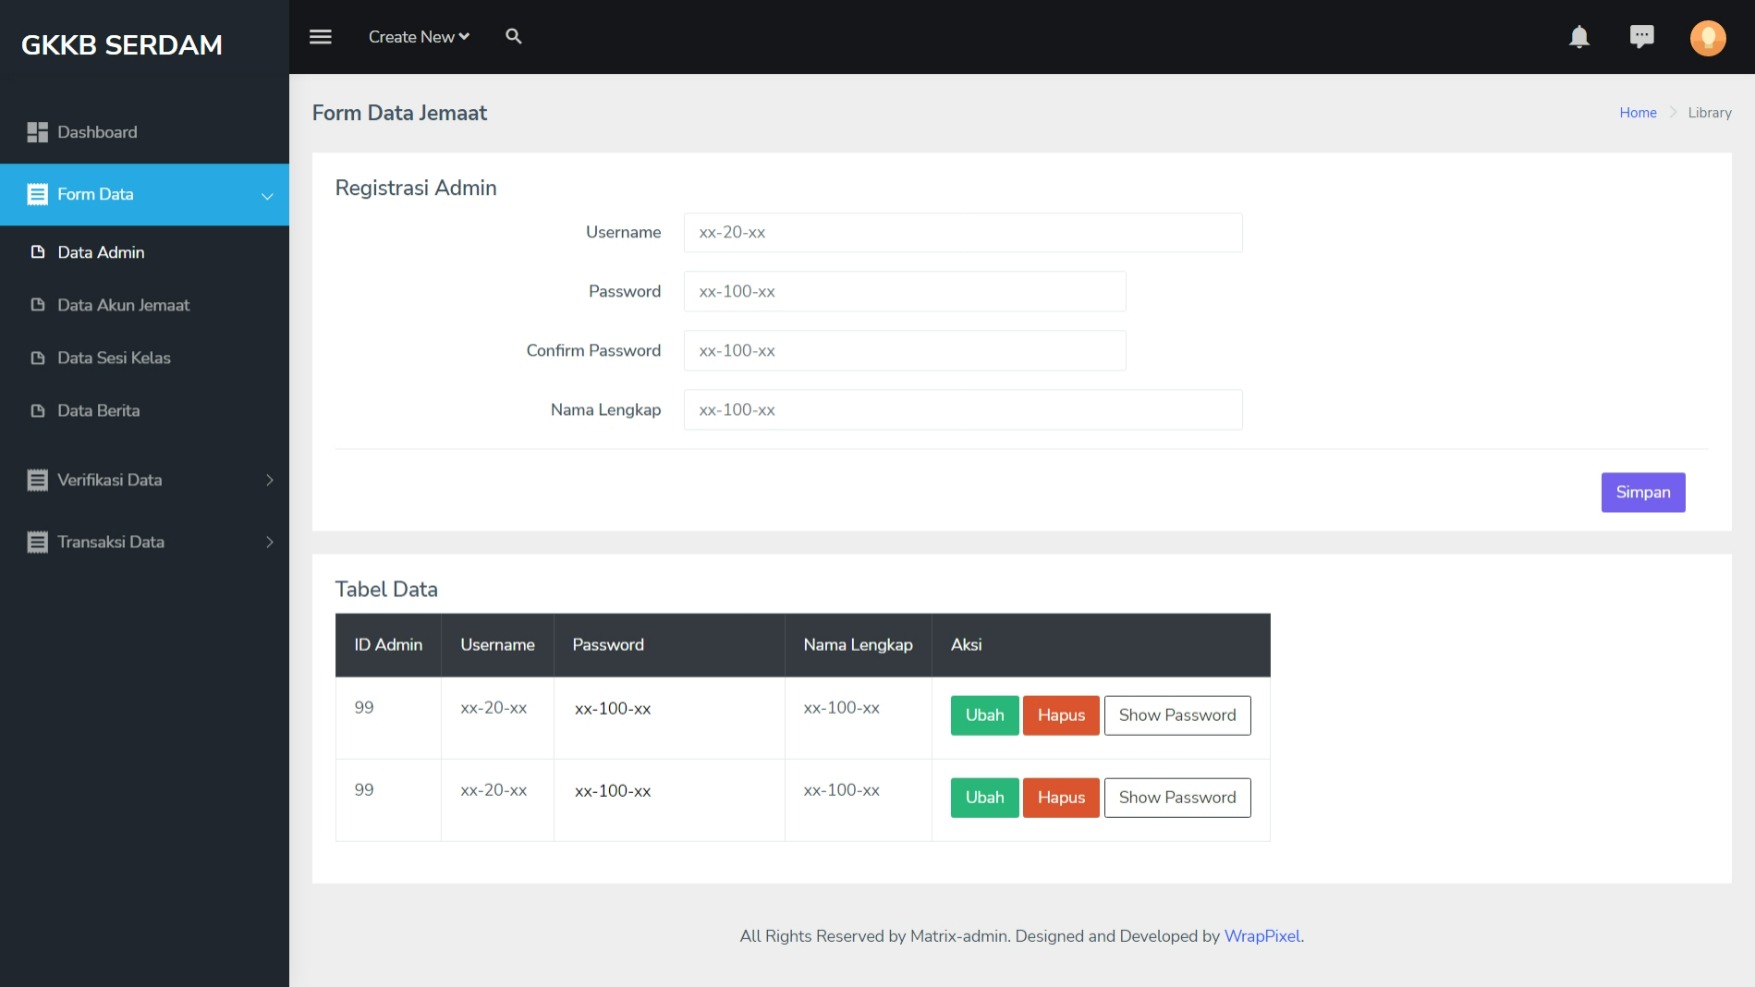 GKKB SERDAM
Create New
Dashboard
Form Data
Data Admin
Data Akun Jemaat
Data Sesi Kelas
Data Berita
Verifikasi Data
Transaksi Data
Form Data Jemaat
Home Library
Registrasi Admin
Username xx-20-xx
Password xx-100-xx
Confirm Password xx-100-xx
Nama Lengkap xx-100-xx
Simpan
Tabel Data
ID Admin Username Password Nama Lengkap Aksi
99 xx-20-xx xx-100-xx xx-100-xx Ubah Hapus Show Password
99 xx-20-xx xx-100-xx xx-100-xx Ubah Hapus Show Password
All Rights Reserved by Matrix-admin. Designed and Developed by WrapPixel.